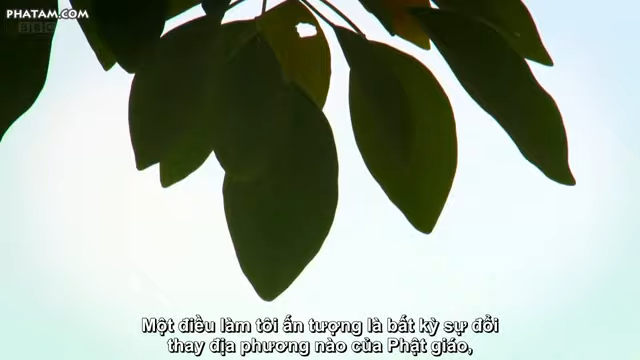 PHATAM.COM
BBC
Một điều làm tôi ấn tượng là bất kỳ sự đổi
thay địa phương nào của Phật giáo,